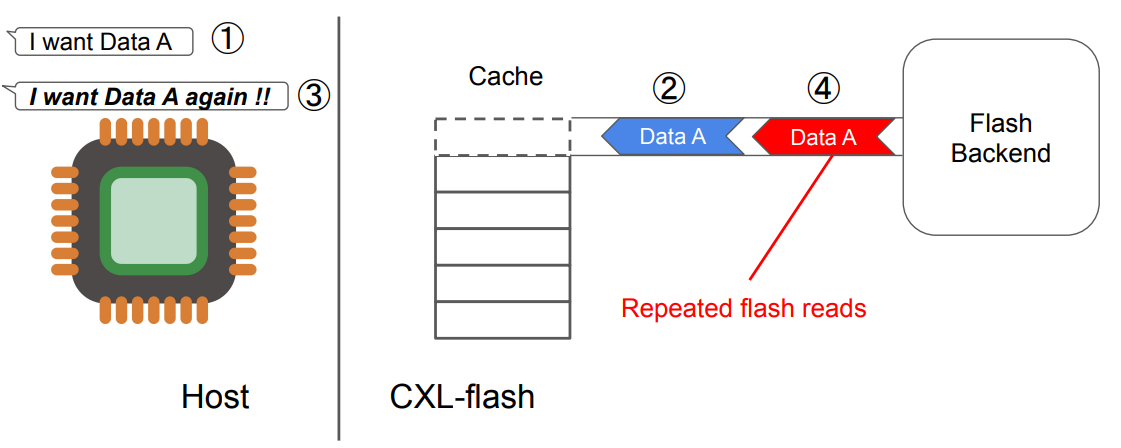 I want Data A
①
I want Data A again !!
③
Cache
②
④
Data A
Data A
Flash
Backend
Repeated flash reads
Host
CXL-flash